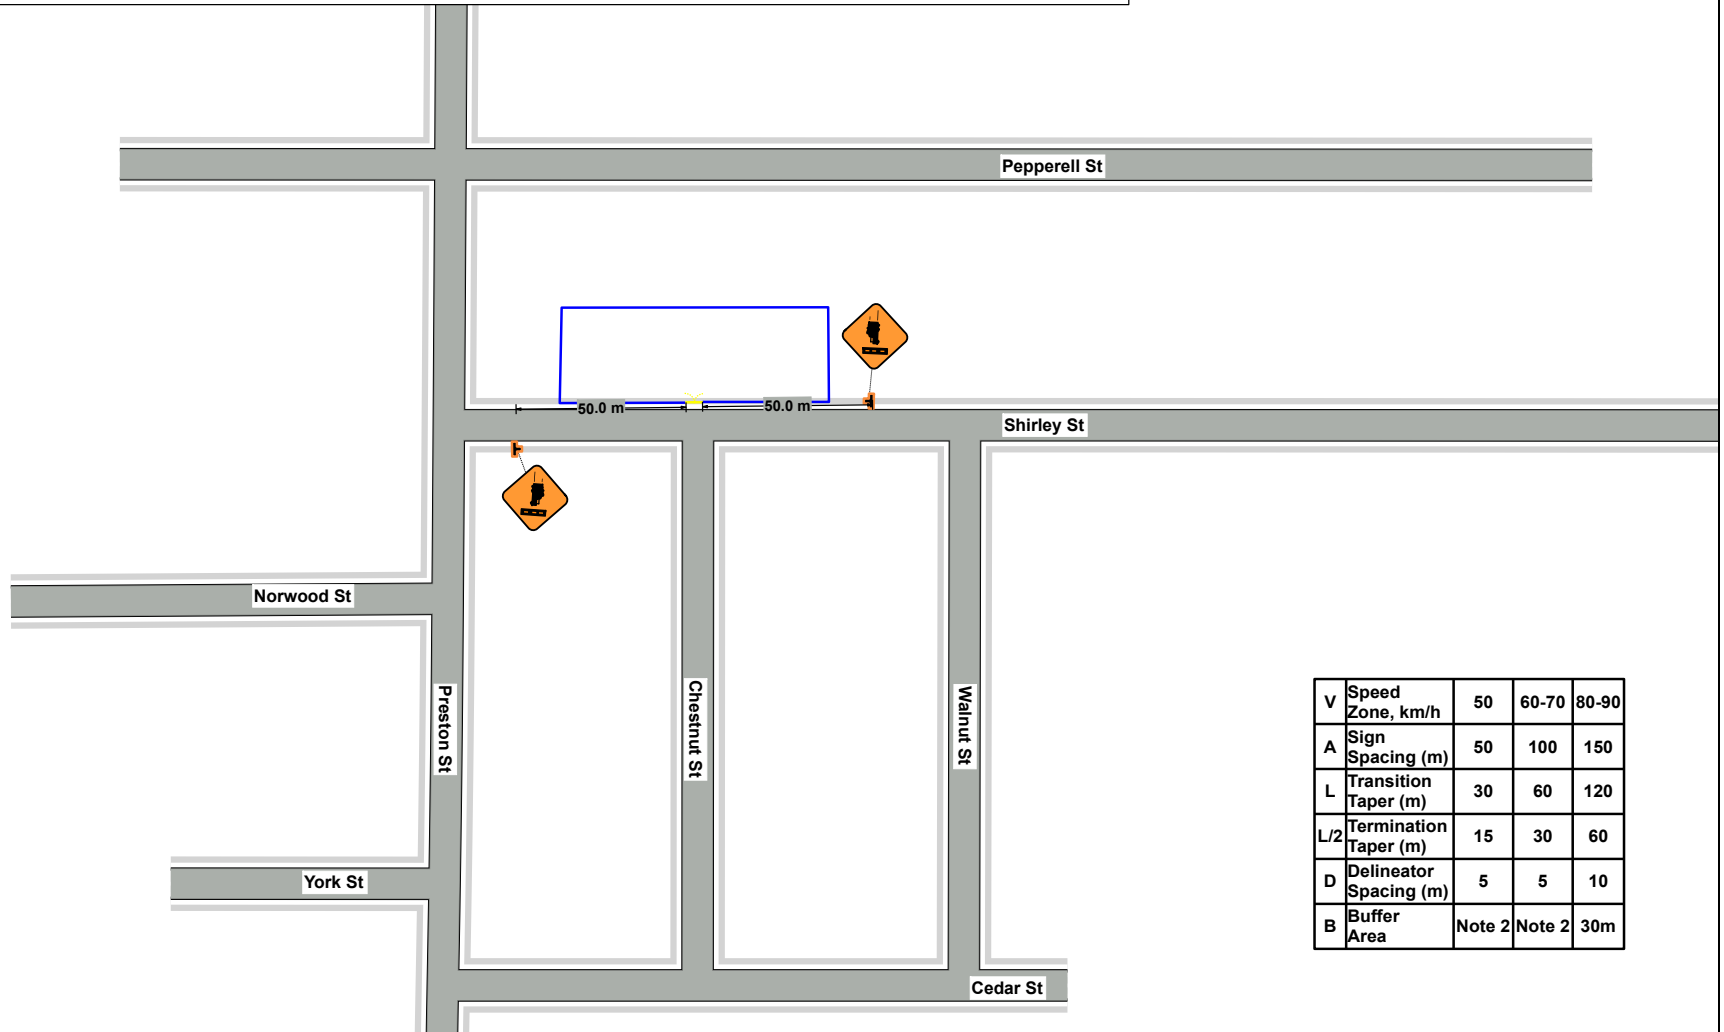 Pepperell St
50.0 m
50.0 m
Shirley St
Norwood St
Preston St
Chestnut St
Walnut St
York St
Cedar St
V Speed Zone, km/h 50 60-70 80-90
A Sign Spacing (m) 50 100 150
L Transition Taper (m) 30 60 120
L/2 Termination Taper (m) 15 30 60
D Delineator Spacing (m) 5 5 10
B Buffer Area Note 2 Note 2 30m